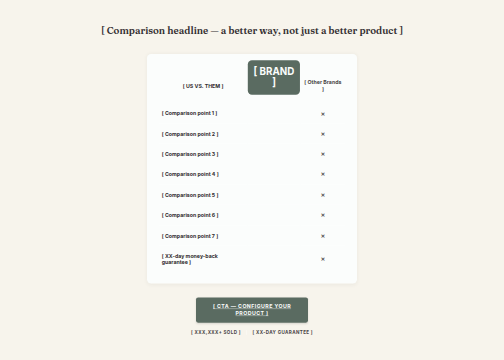 [ Comparison headline — a better way, not just a better product ]
[ US VS. THEM ]
[ BRAND
]
[ Other Brands
]
[ Comparison point 1 ]
×
[ Comparison point 2 ]
×
[ Comparison point 3 ]
×
[ Comparison point 4 ]
×
[ Comparison point 5 ]
×
[ Comparison point 6 ]
×
[ Comparison point 7 ]
×
[ XX-day money-back
guarantee ]
×
[ CTA — CONFIGURE YOUR
PRODUCT ]
[ XXX,XXX+ SOLD ] [ XX-DAY GUARANTEE ]